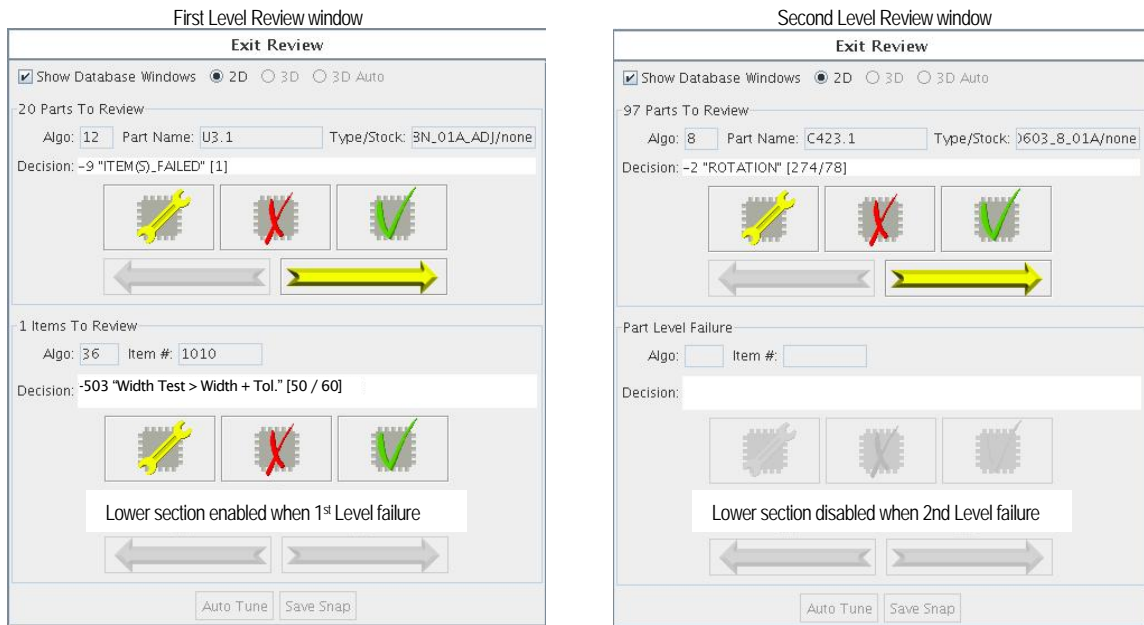 First Level Review window
Exit Review
Show Database Windows 2D 3D 3D Auto
20 Parts To Review
Algo: 12 Part Name: U3.1 Type/Stock: 3N_01A_ADJ/none
Decision: -9 "ITEM(S)_FAILED" [1]
1 Items To Review
Algo: 36 Item #: 1010
Decision: -503 “Width Test > Width + Tol.” [50 / 60]
Lower section enabled when 1st Level failure
Auto Tune Save Snap
Second Level Review window
Exit Review
Show Database Windows 2D 3D 3D Auto
97 Parts To Review
Algo: 8 Part Name: C423.1 Type/Stock: 0603_8_01A/none
Decision: -2 "ROTATION" [274/78]
Part Level Failure
Algo: Item #:
Decision:
Lower section disabled when 2nd Level failure
Auto Tune Save Snap